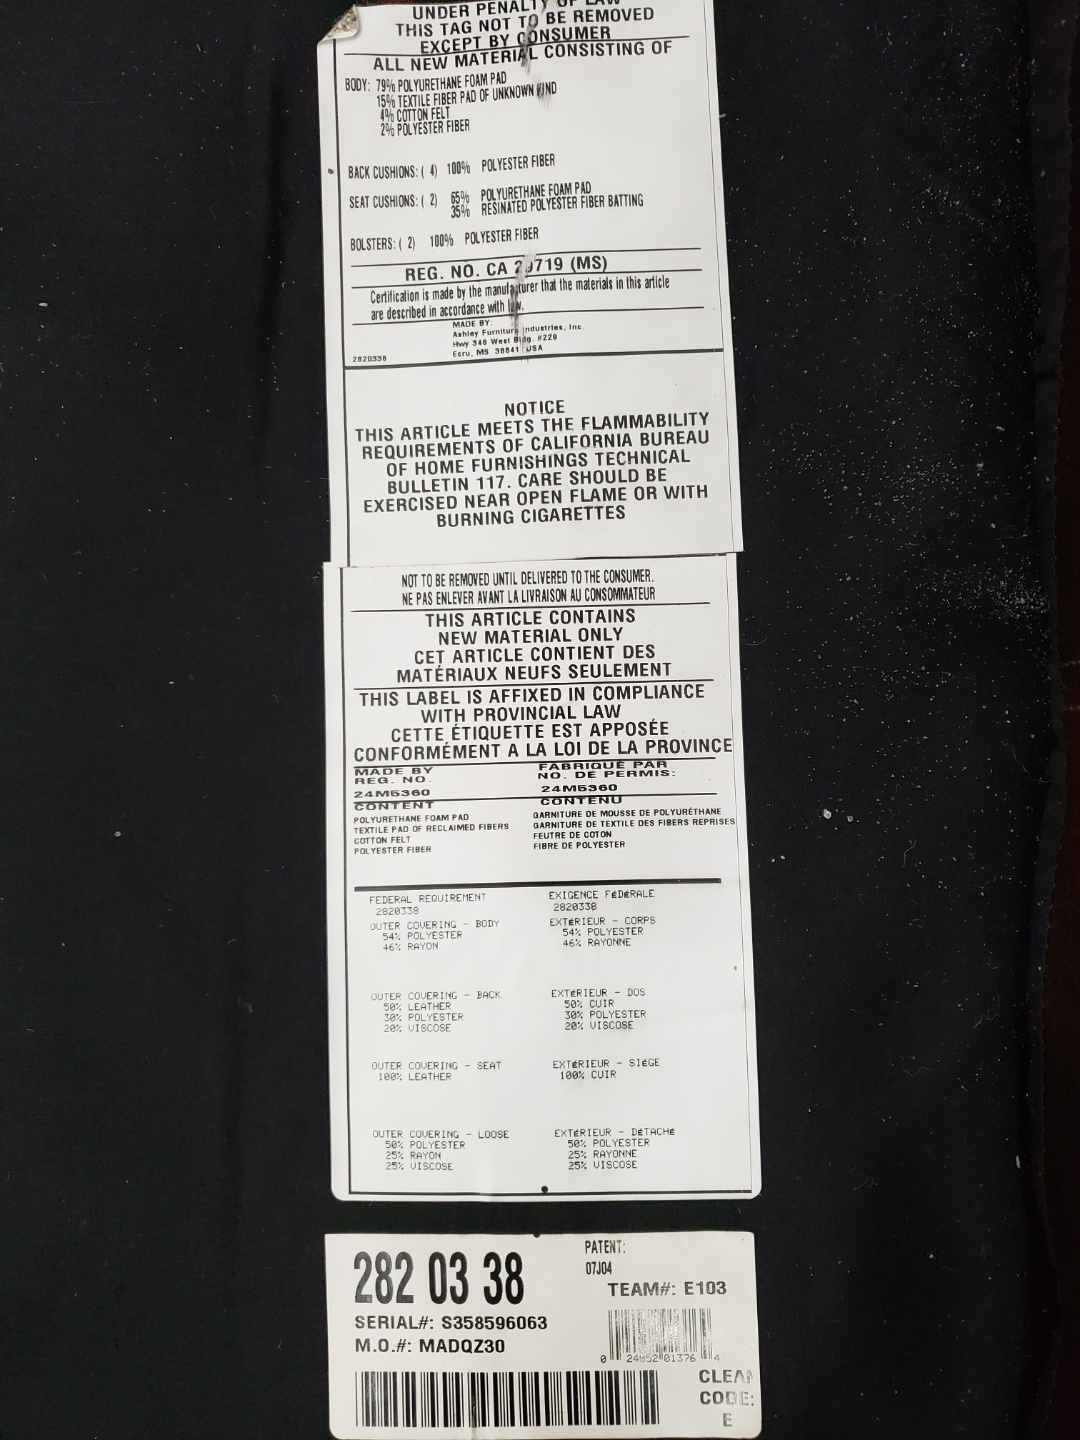 UNDER PENALTY OF LAW
THIS TAG NOT TO BE REMOVED
EXCEPT BY CONSUMER
ALL NEW MATERIAL CONSISTING OF
BODY: 79% POLYURETHANE FOAM PAD
15% TEXTILE FIBER PAD OF UNKNOWN KIND
4% COTTON FELT
2% POLYESTER FIBER
BACK CUSHIONS: ( 4) 100% POLYESTER FIBER
SEAT CUSHIONS: ( 2) 65% POLYURETHANE FOAM PAD
35% RESINATED POLYESTER FIBER BATTING
BOLSTERS: ( 2) 100% POLYESTER FIBER
REG. NO. CA (MS)
Certification is made by the manufacturer that the materials in this article
are described in accordance with law.
MADE BY:
Ashley Furniture Industries, Inc.
Hwy 346 West Bldg. #229
Ecru, MS 38841 USA
2820338
NOTICE
THIS ARTICLE MEETS THE FLAMMABILITY
REQUIREMENTS OF CALIFORNIA BUREAU
OF HOME FURNISHINGS TECHNICAL
BULLETIN 117. CARE SHOULD BE
EXERCISED NEAR OPEN FLAME OR WITH
BURNING CIGARETTES
NOT TO BE REMOVED UNTIL DELIVERED TO THE CONSUMER.
NE PAS ENLEVER AVANT LA LIVRAISON AU CONSOMMATEUR
THIS ARTICLE CONTAINS
NEW MATERIAL ONLY
CET ARTICLE CONTIENT DES
MATÉRIAUX NEUFS SEULEMENT
THIS LABEL IS AFFIXED IN COMPLIANCE
WITH PROVINCIAL LAW
CETTE ÉTIQUETTE EST APPOSÉE
CONFORMÉMENT A LA LOI DE LA PROVINCE
MADE BY FABRIQUÉ PAR
REG. NO. NO. DE PERMIS:
24M5360 24M5360
CONTENT CONTENU
POLYURETHANE FOAM PAD GARNITURE DE MOUSSE DE POLYURÉTHANE
TEXTILE PAD OF RECLAIMED FIBERS GARNITURE DE TEXTILE DES FIBERS REPRISES
COTTON FELT FEUTRE DE COTON
POLYESTER FIBER FIBRE DE POLYESTER
FEDERAL REQUIREMENT EXIGENCE FéDéRALE
2820338 2820338
OUTER COVERING - BODY EXTéRIEUR - CORPS
54% POLYESTER 54% POLYESTER
46% RAYON 46% RAYONNE
OUTER COVERING - BACK EXTéRIEUR - DOS
50% LEATHER 50% CUIR
30% POLYESTER 30% POLYESTER
20% VISCOSE 20% VISCOSE
OUTER COVERING - SEAT EXTéRIEUR - SIéGE
100% LEATHER 100% CUIR
OUTER COVERING - LOOSE EXTéRIEUR - DéTACHé
50% POLYESTER 50% POLYESTER
25% RAYON 25% RAYONNE
25% VISCOSE 25% VISCOSE
282 03 38
PATENT:
07J04
TEAM#: E103
SERIAL#: S358596063
M.O.#: MADQZ30
0 24052 01376 4
CLEAN
CODE:
E